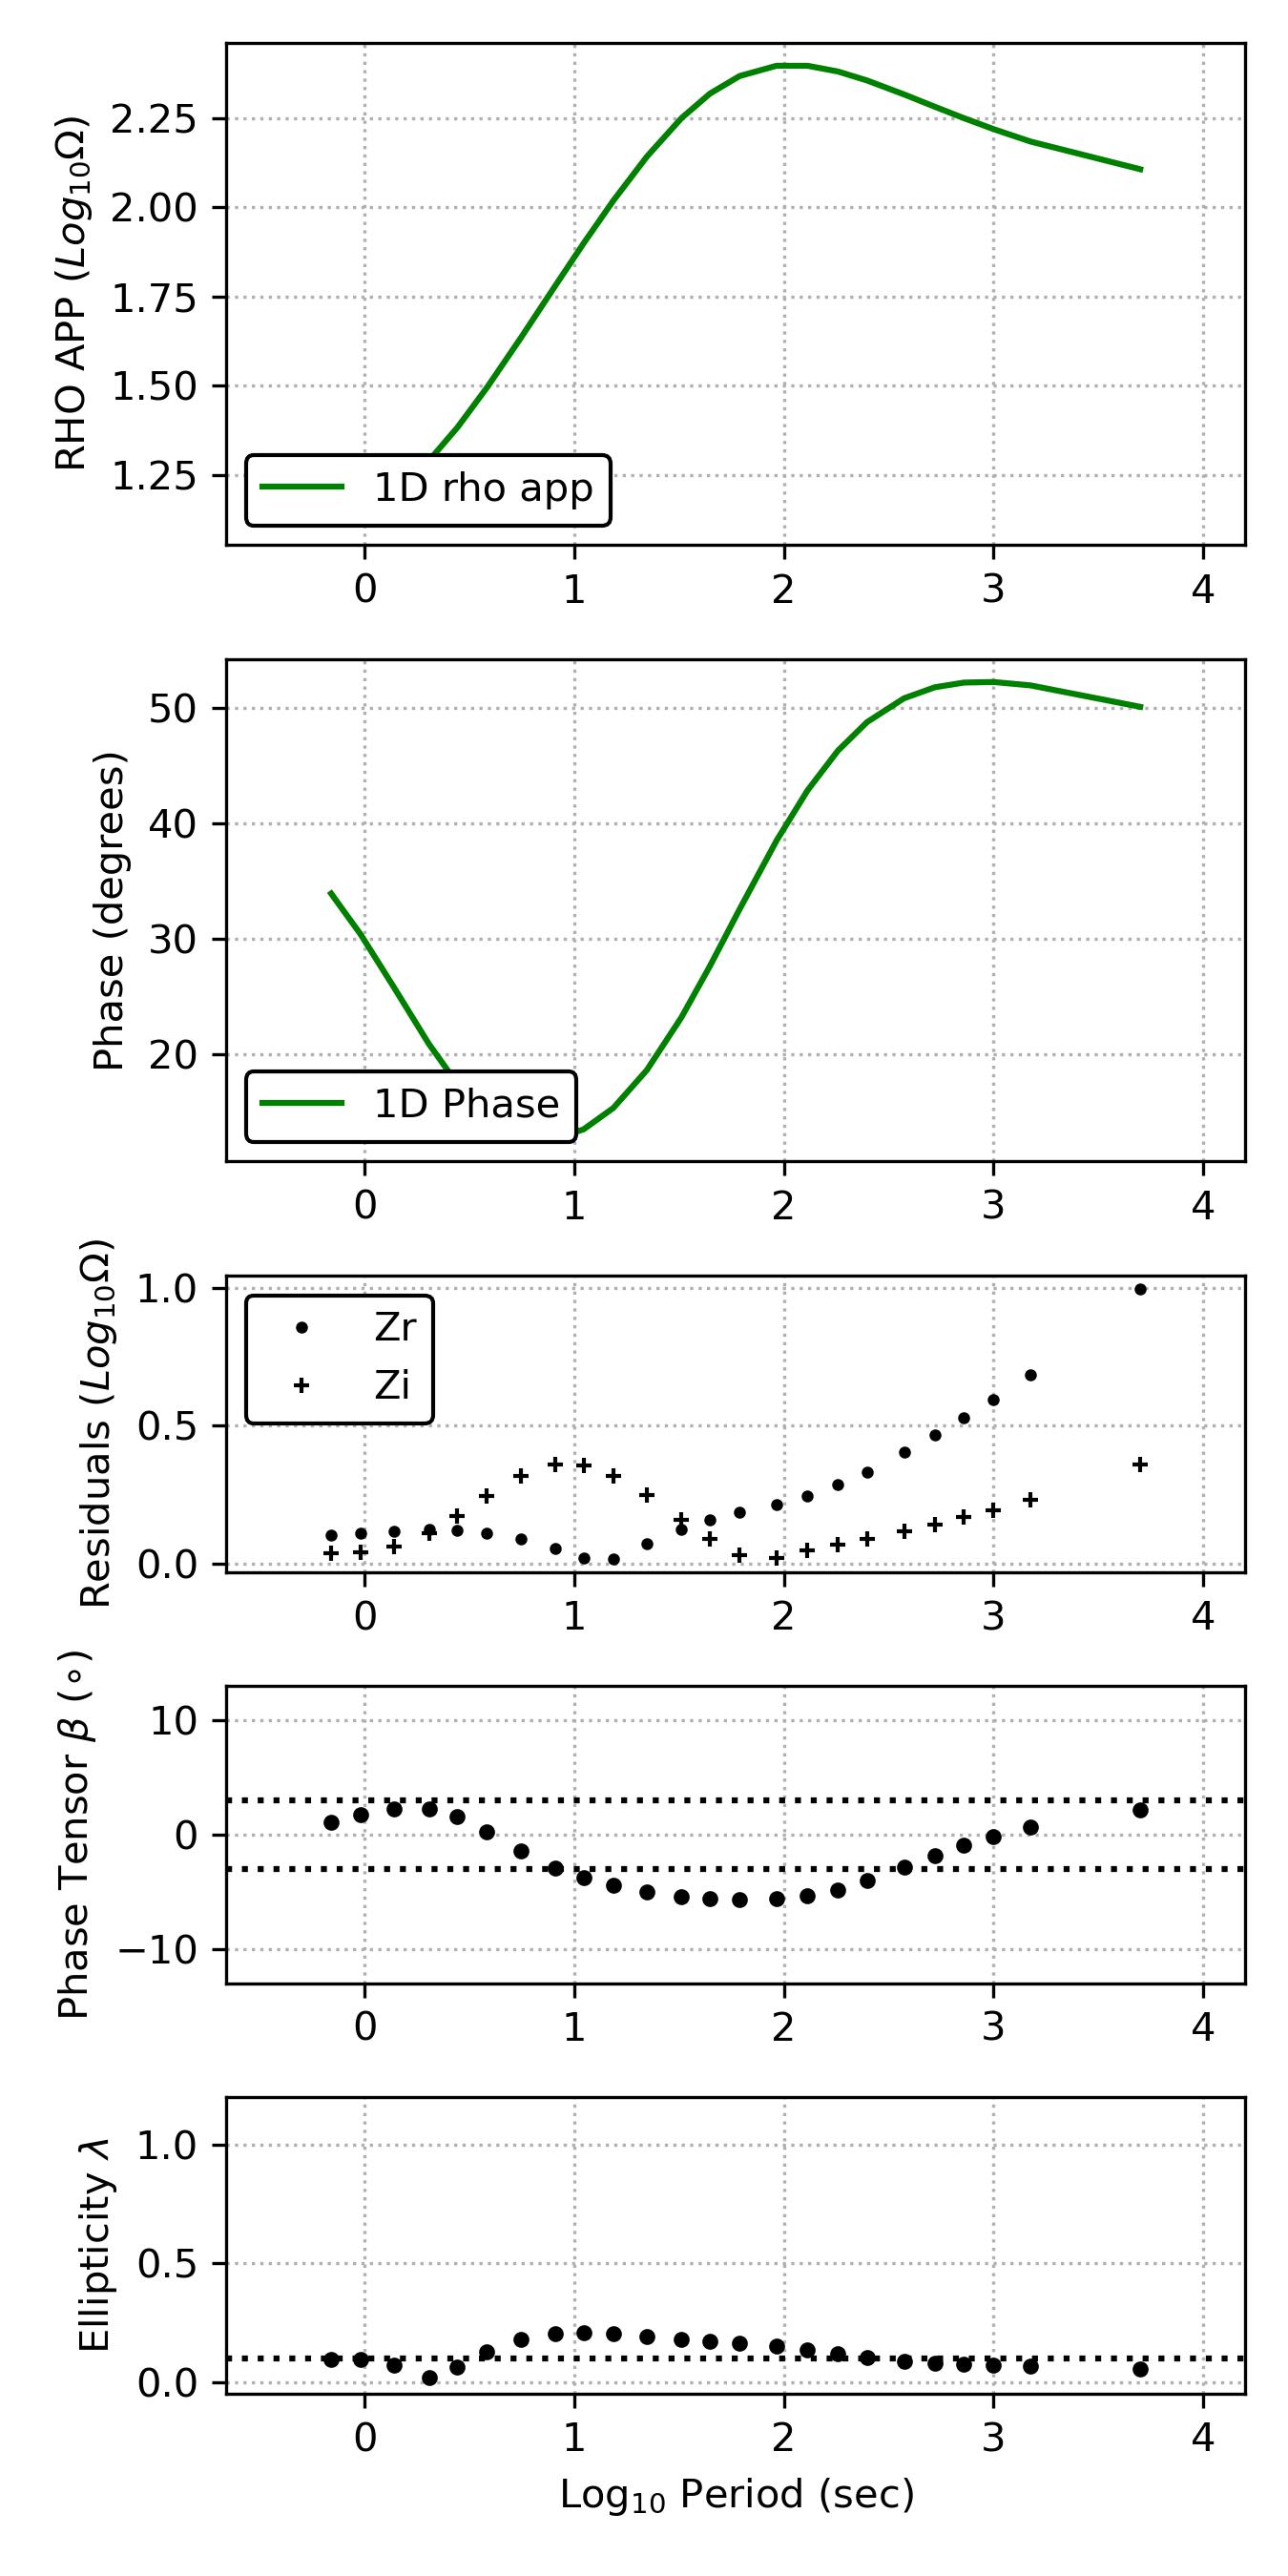 RHO APP (Log₁₀Ω)
2.25
2.00
1.75
1.50
1.25
1D rho app
0 1 2 3 4
Phase (degrees)
50
40
30
20
1D Phase
0 1 2 3 4
Residuals (Log₁₀Ω)
1.0
0.5
0.0
Zr
Zi
0 1 2 3 4
Phase Tensor β (∘)
10
0
−10
0 1 2 3 4
Ellipticity λ
1.0
0.5
0.0
0 1 2 3 4
Log₁₀ Period (sec)